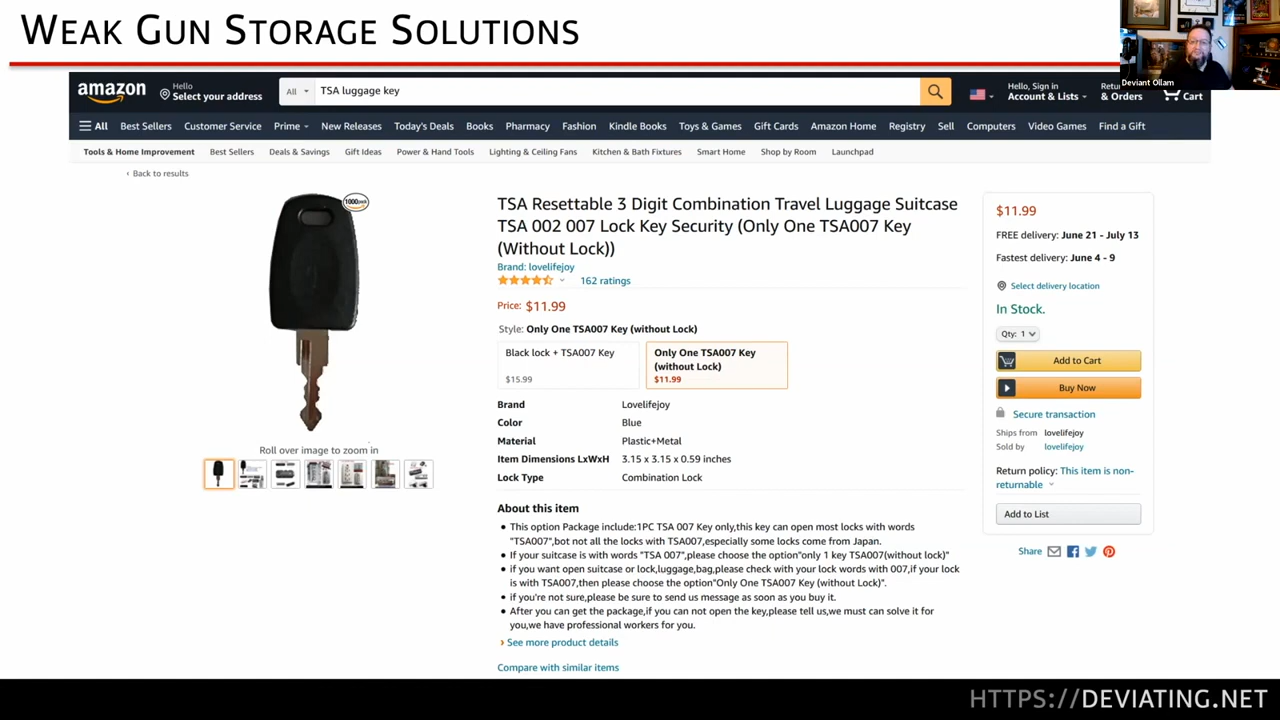 WEAK GUN STORAGE SOLUTIONS
Deviant Ollam
amazon
Hello
Select your address
All
TSA luggage key
Hello, Sign in
Account & Lists
Retu
& Orders
Cart
All
Best Sellers
Customer Service
Prime
New Releases
Today's Deals
Books
Pharmacy
Fashion
Kindle Books
Toys & Games
Gift Cards
Amazon Home
Registry
Sell
Computers
Video Games
Find a Gift
Tools & Home Improvement
Best Sellers
Deals & Savings
Gift Ideas
Power & Hand Tools
Lighting & Ceiling Fans
Kitchen & Bath Fixtures
Smart Home
Shop by Room
Launchpad
‹ Back to results
1000pack
Roll over image to zoom in
TSA Resettable 3 Digit Combination Travel Luggage Suitcase
TSA 002 007 Lock Key Security (Only One TSA007 Key
(Without Lock))
Brand: lovelifejoy
162 ratings
Price: $11.99
Style: Only One TSA007 Key (without Lock)
Black lock + TSA007 Key
$15.99
Only One TSA007 Key
(without Lock)
$11.99
Brand Lovelifejoy
Color Blue
Material Plastic+Metal
Item Dimensions LxWxH 3.15 x 3.15 x 0.59 inches
Lock Type Combination Lock
About this item
• This option Package include:1PC TSA 007 Key only,this key can open most locks with words
"TSA007",bot not all the locks with TSA007,especially some locks come from Japan.
• If your suitcase is with words "TSA 007",please choose the option"only 1 key TSA007(without lock)"
• if you want open suitcase or lock,luggage,bag,please check with your lock words with 007,if your lock
is with TSA007,then please choose the option"Only One TSA007 Key (without Lock)".
• if you're not sure,please be sure to send us message as soon as you buy it.
• After you can get the package,if you can not open the key,please tell us,we must can solve it for
you,we have professional workers for you.
› See more product details
Compare with similar items
$11.99
FREE delivery: June 21 - July 13
Fastest delivery: June 4 - 9
Select delivery location
In Stock.
Qty: 1
Add to Cart
Buy Now
Secure transaction
Ships from lovelifejoy
Sold by lovelifejoy
Return policy: This item is non-
returnable
Add to List
Share
HTTPS://DEVIATING.NET